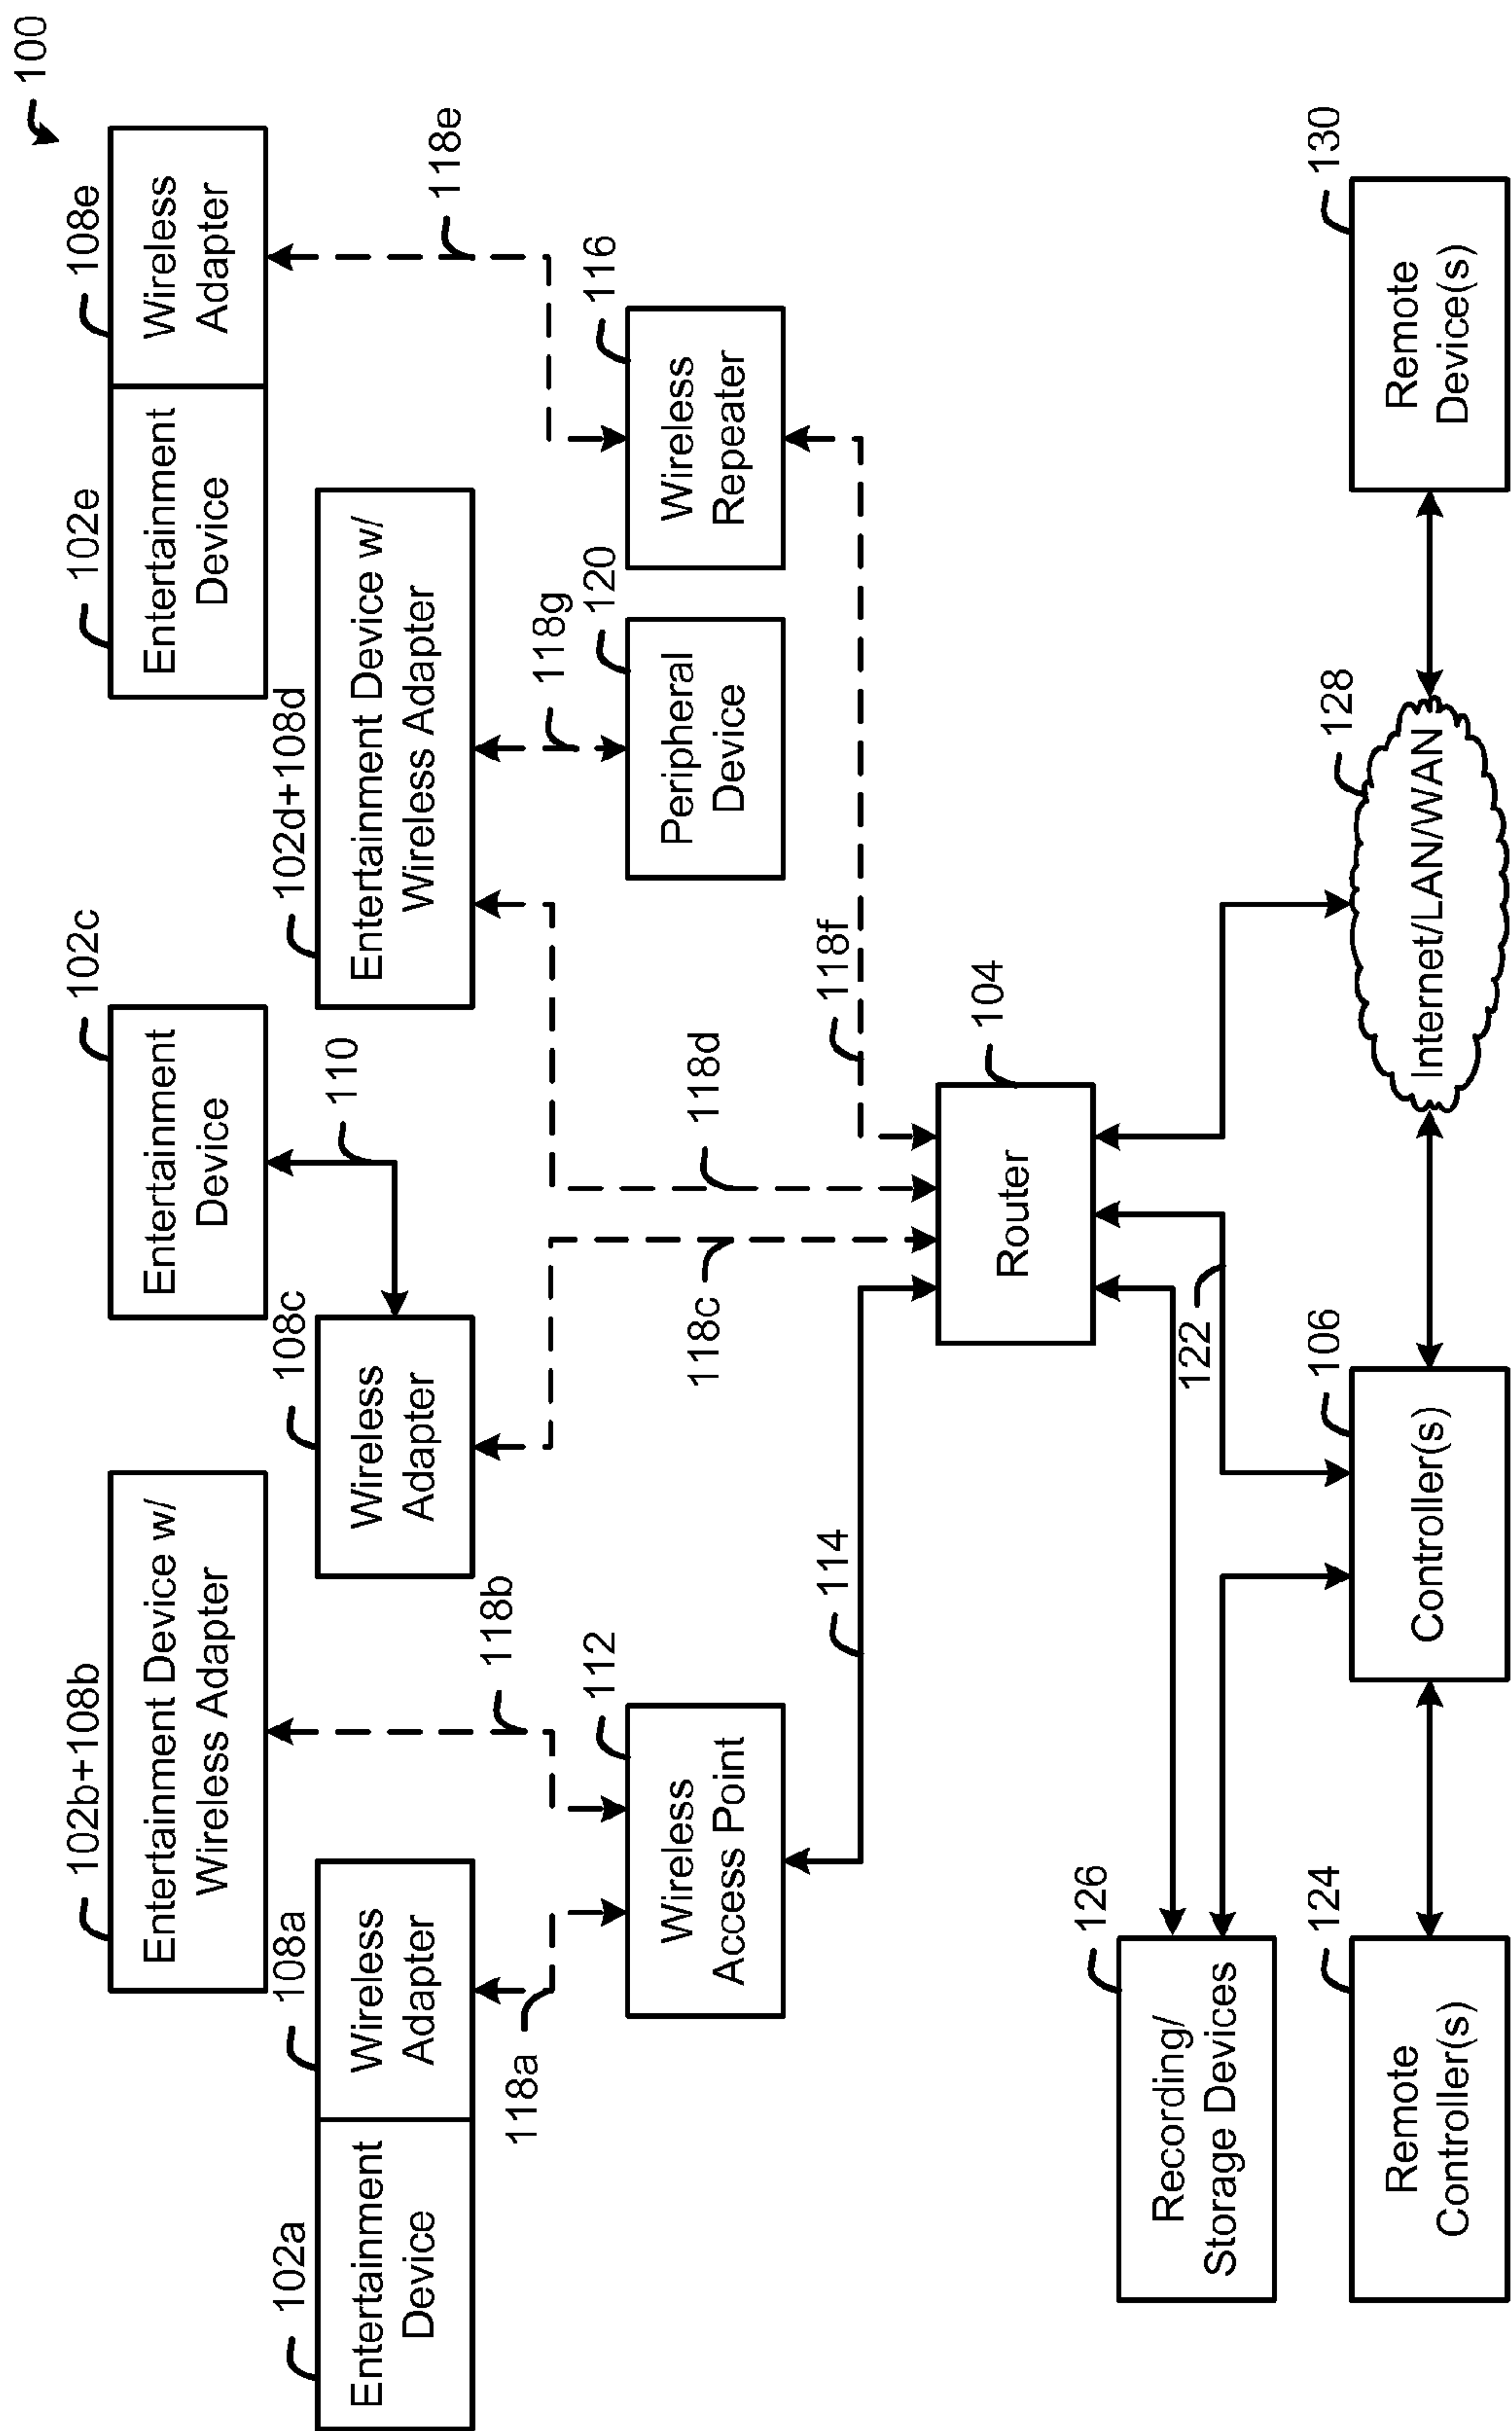 100
102e
108e
Entertainment
Device
Wireless
Adapter
102c
Entertainment
Device
102b+108b
Entertainment Device w/
Wireless Adapter
102a
108a
Entertainment
Device
Wireless
Adapter
108c
Wireless
Adapter
110
102d+108d
Entertainment Device w/
Wireless Adapter
118e
118a
118b
118g
112
Wireless
Access Point
120
Peripheral
Device
116
Wireless
Repeater
118c
118d
118f
114
104
Router
126
Recording/
Storage Devices
122
124
Remote
Controller(s)
106
Controller(s)
128
Internet/LAN/WAN
130
Remote
Device(s)